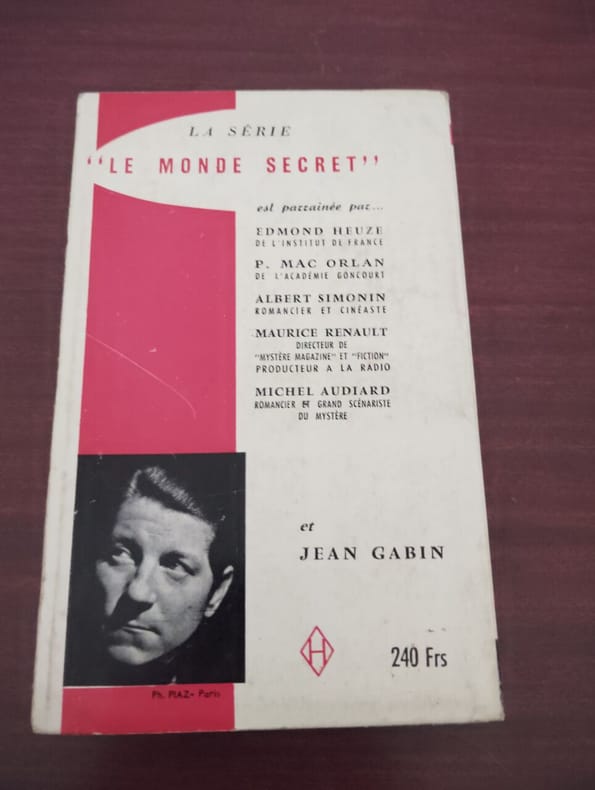 LA SÉRIE
"LE MONDE SECRET"
est parrainée par...
EDMOND HEUZE
DE L'INSTITUT DE FRANCE
P. MAC ORLAN
DE L'ACADÉMIE GONCOURT
ALBERT SIMONIN
ROMANCIER ET CINÉASTE
MAURICE RENAULT
DIRECTEUR DE
"MYSTÈRE MAGAZINE" ET "FICTION"
PRODUCTEUR A LA RADIO
MICHEL AUDIARD
ROMANCIER & GRAND SCÉNARISTE
DU MYSTÈRE
et
JEAN GABIN
H
240 Frs
Ph. PIAZ- Paris